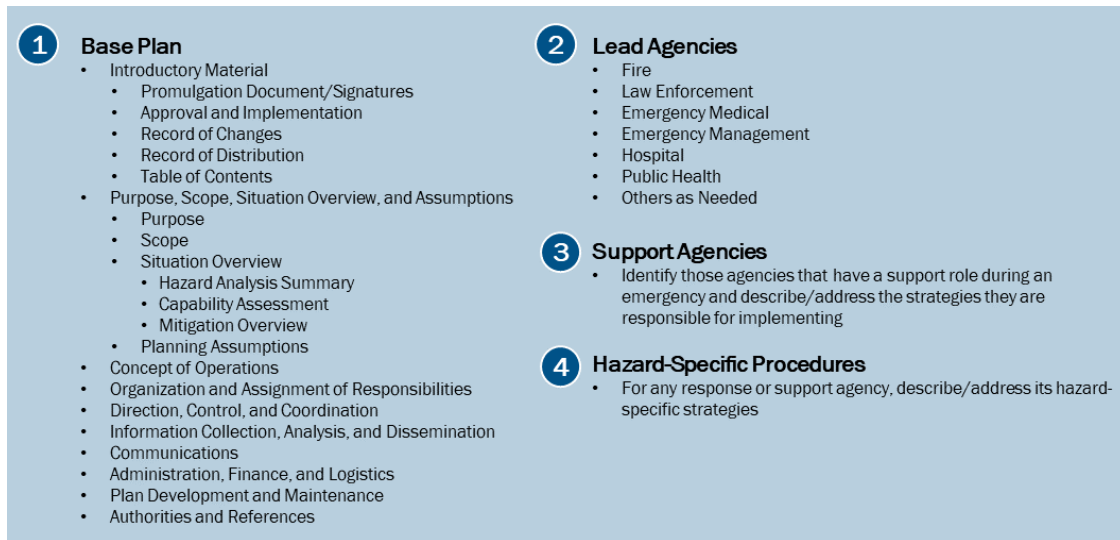 1 Base Plan
• Introductory Material
• Promulgation Document/Signatures
• Approval and Implementation
• Record of Changes
• Record of Distribution
• Table of Contents
• Purpose, Scope, Situation Overview, and Assumptions
• Purpose
• Scope
• Situation Overview
• Hazard Analysis Summary
• Capability Assessment
• Mitigation Overview
• Planning Assumptions
• Concept of Operations
• Organization and Assignment of Responsibilities
• Direction, Control, and Coordination
• Information Collection, Analysis, and Dissemination
• Communications
• Administration, Finance, and Logistics
• Plan Development and Maintenance
• Authorities and References
2 Lead Agencies
• Fire
• Law Enforcement
• Emergency Medical
• Emergency Management
• Hospital
• Public Health
• Others as Needed
3 Support Agencies
• Identify those agencies that have a support role during an
emergency and describe/address the strategies they are
responsible for implementing
4 Hazard-Specific Procedures
• For any response or support agency, describe/address its hazard-
specific strategies